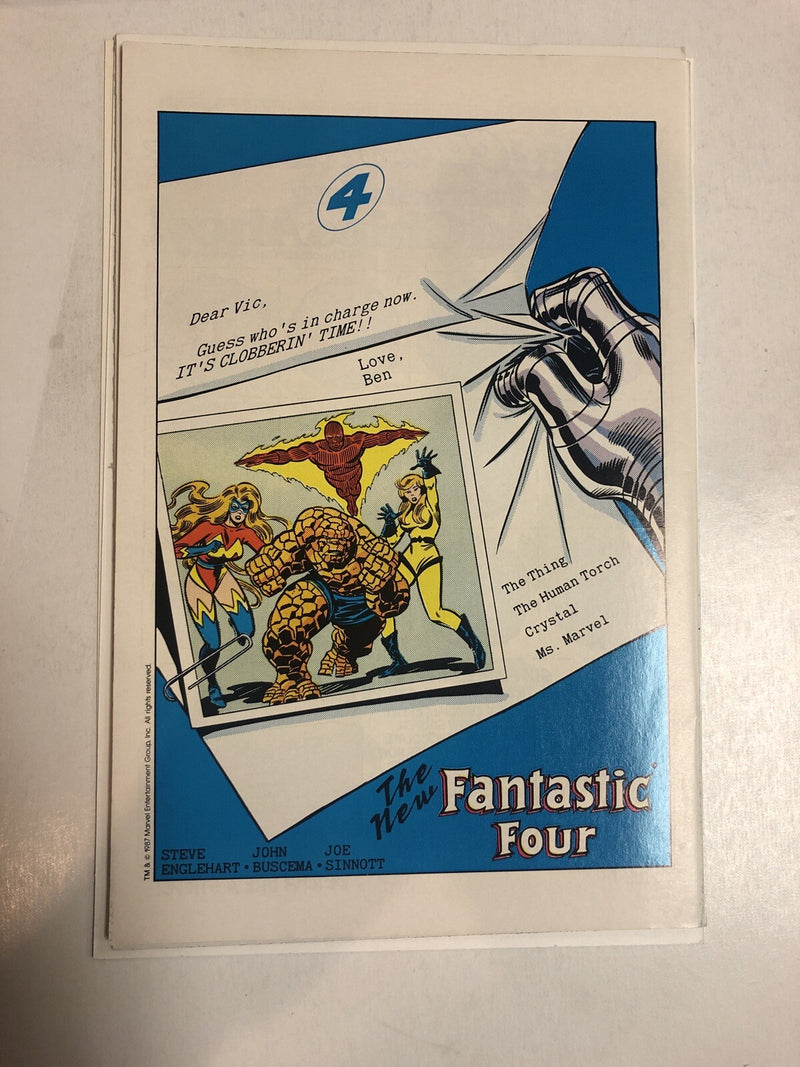 4
Dear Vic,
Guess who's in charge now.
IT'S CLOBBERIN' TIME!!
Love,
Ben
The Thing
The Human Torch
Crystal
Ms. Marvel
The
New
Fantastic
Four
STEVE JOHN JOE
ENGLEHART • BUSCEMA • SINNOTT
TM & © 1987 Marvel Entertainment Group, Inc. All rights reserved.